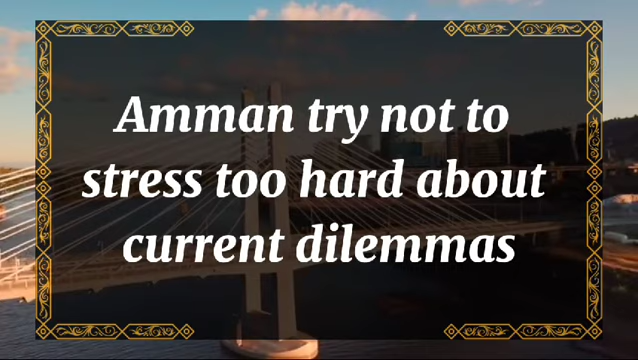 Amman try not to
stress too hard about
current dilemmas